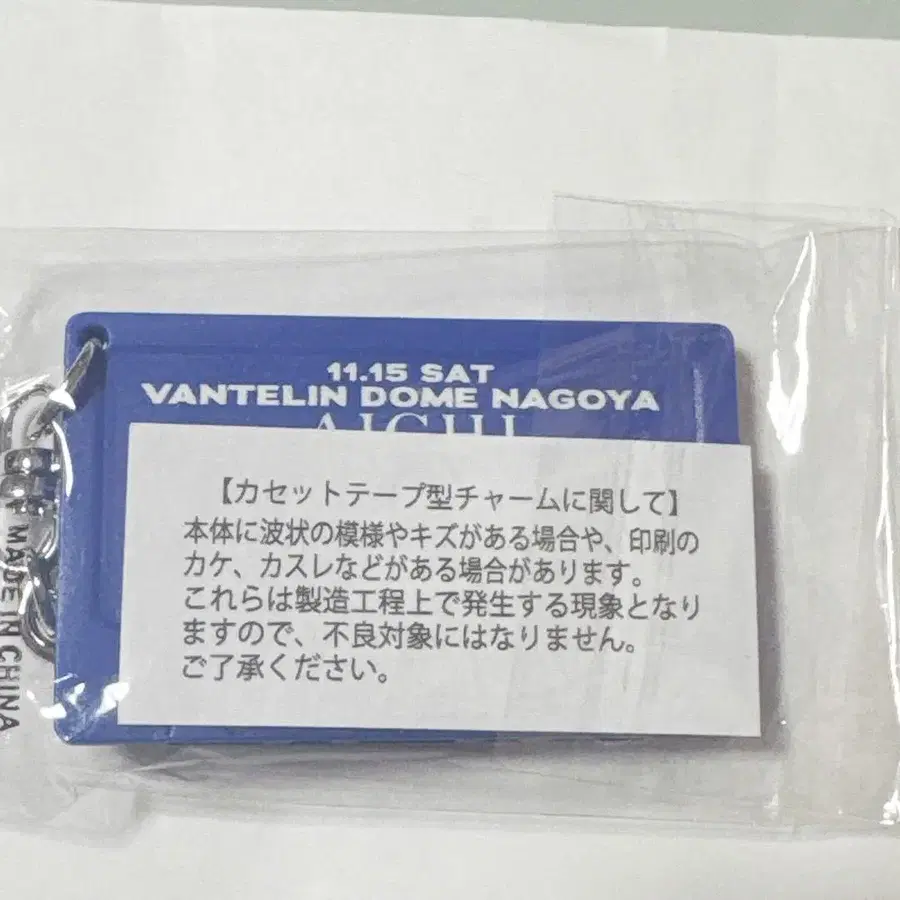 11.15 SAT
VANTELIN DOME NAGOYA
AICHI
【カセットテープ型チャームに関して】
本体に波状の模様やキズがある場合や、印刷の
カケ、カスレなどがある場合があります。
これらは製造工程上で発生する現象となり
ますので、不良対象にはなりません。
ご了承ください。
MADE IN CHINA